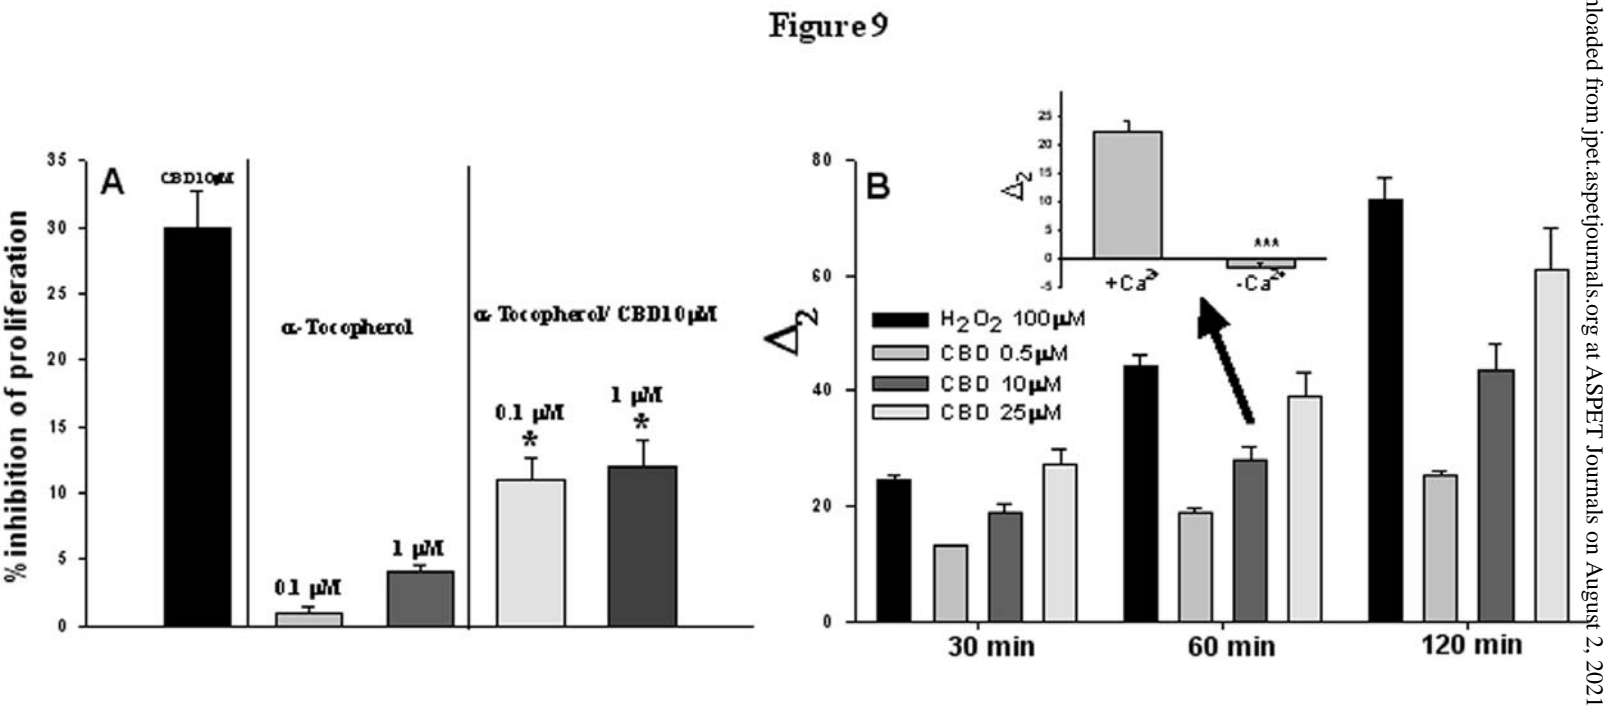 Figure 9
A
% inhibition of proliferation
35
30
25
20
15
10
5
0
CBD10µM
α-Tocopherol
0.1 µM
1 µM
α-Tocopherol/ CBD10µM
0.1 µM
*
1 µM
*
B
Δ2
80
60
40
20
0
Δ2
25
20
15
10
5
0
-5
***
+Ca2+
-Ca2+
H2O2 100µM
CBD 0.5µM
CBD 10µM
CBD 25µM
30 min
60 min
120 min
nloaded from jpet.aspetjournals.org at ASPET Journals on August 2, 2021